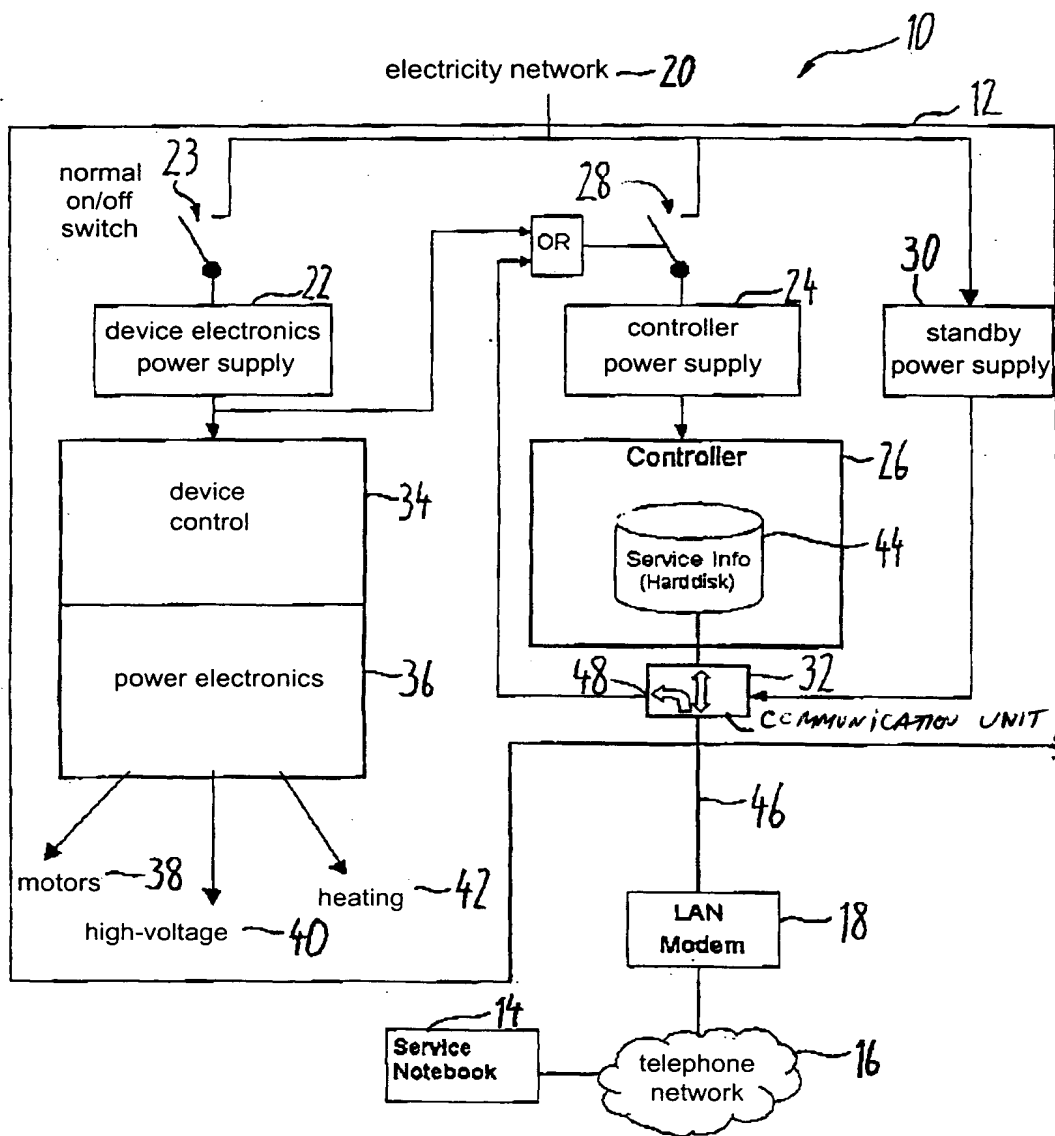 10
electricity network 20
12
normal
on/off
switch
23
28
OR
22
device electronics
power supply
24
controller
power supply
30
standby
power supply
Controller
26
device
control
34
Service Info
(Harddisk)
44
power electronics
36
48
32
COMMUNICATION UNIT
46
motors 38
heating 42
high-voltage 40
LAN
Modem
18
14
Service
Notebook
telephone
network
16